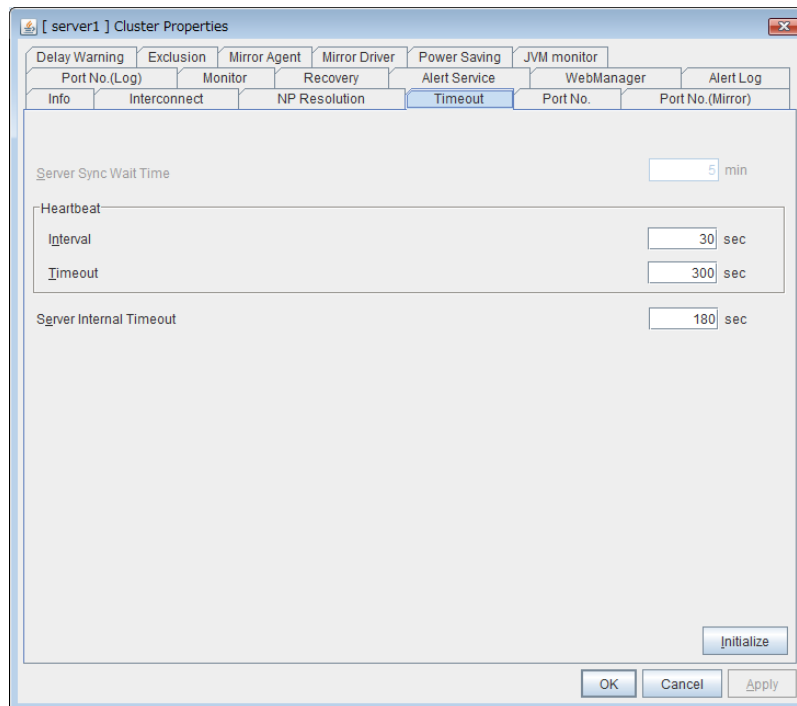 [ server1 ] Cluster Properties
Delay Warning Exclusion Mirror Agent Mirror Driver Power Saving JVM monitor
Port No.(Log) Monitor Recovery Alert Service WebManager Alert Log
Info Interconnect NP Resolution Timeout Port No. Port No.(Mirror)
Server Sync Wait Time 5 min
Heartbeat
Interval 30 sec
Timeout 300 sec
Server Internal Timeout 180 sec
Initialize
OK Cancel Apply